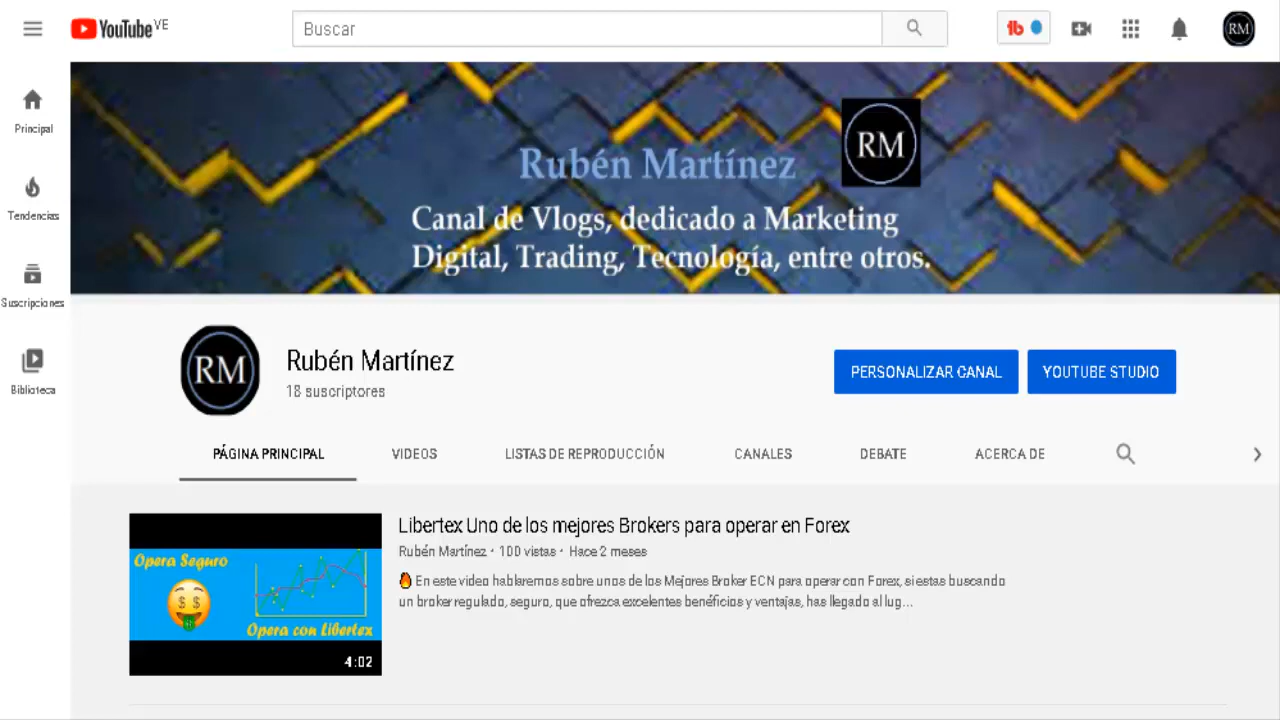 YouTube VE
Buscar
RM
Principal
Tendencias
Suscripciones
Biblioteca
Rubén Martínez
RM
Canal de Vlogs, dedicado a Marketing
Digital, Trading, Tecnología, entre otros.
RM
Rubén Martínez
18 suscriptores
PERSONALIZAR CANAL
YOUTUBE STUDIO
PÁGINA PRINCIPAL
VIDEOS
LISTAS DE REPRODUCCIÓN
CANALES
DEBATE
ACERCA DE
Opera Seguro
Opera con Libertex
4:02
Libertex Uno de los mejores Brokers para operar en Forex
Rubén Martínez • 100 vistas • Hace 2 meses
🔥 En este video hablaremos sobre unos de los Mejores Broker ECN para operar con Forex, si estas buscando
un broker regulado, seguro, que ofrezca excelentes benéficios y ventajas, has llegado al lug...